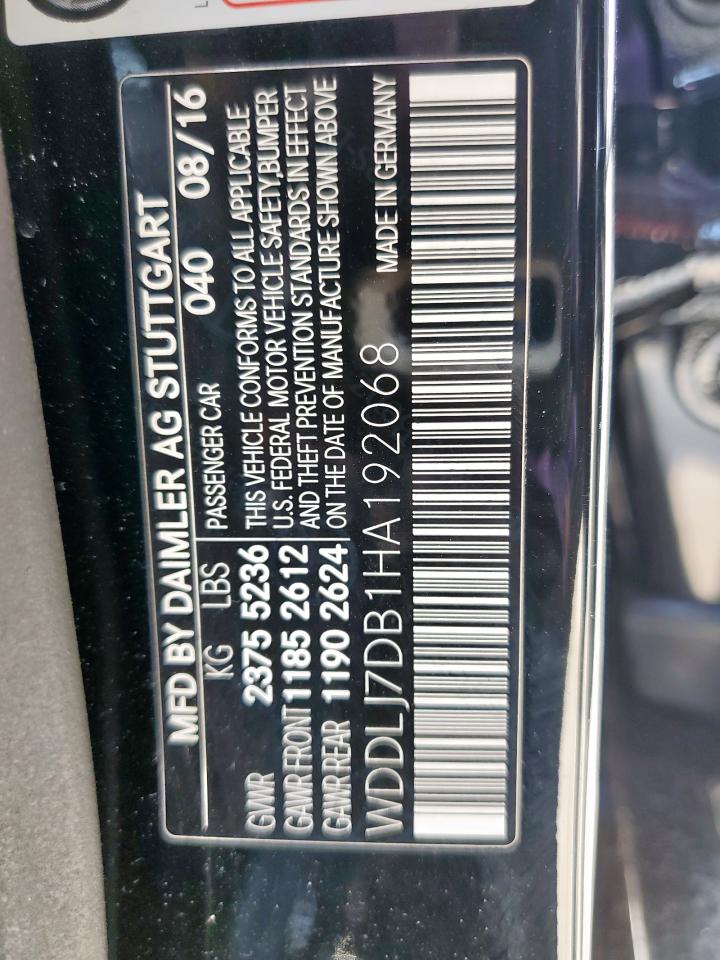 MFD BY DAIMLER AG STUTTGART
040 08/16
KG LBS PASSENGER CAR
GVWR 2375 5236 THIS VEHICLE CONFORMS TO ALL APPLICABLE
GAWR FRONT 1185 2612 U.S. FEDERAL MOTOR VEHICLE SAFETY,BUMPER
AND THEFT PREVENTION STANDARDS IN EFFECT
GAWR REAR 1190 2624 ON THE DATE OF MANUFACTURE SHOWN ABOVE
WDDLJ7DB1HA192068 MADE IN GERMANY